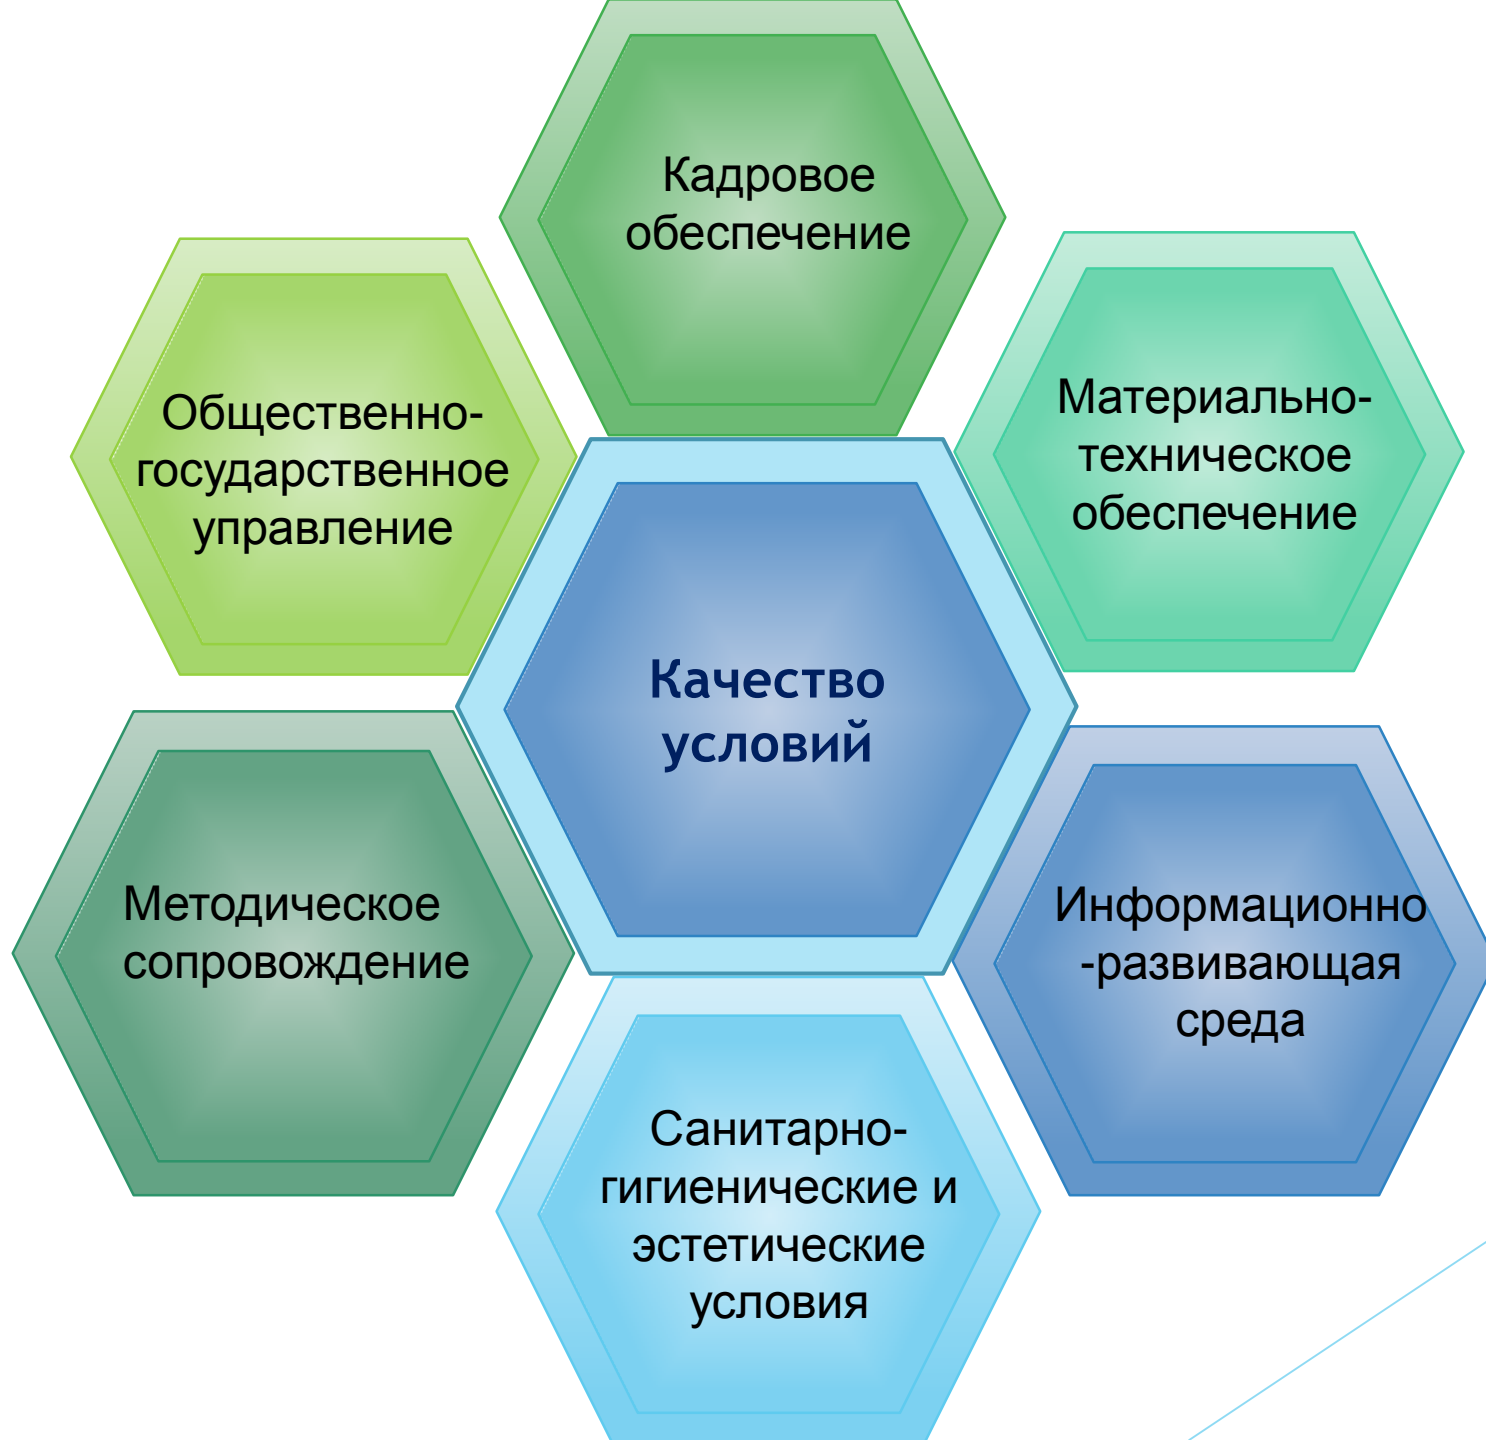 Кадровое
обеспечение
Общественно-
государственное
управление
Материально-
техническое
обеспечение
Качество
условий
Методическое
сопровождение
Информационно
-развивающая
среда
Санитарно-
гигиенические и
эстетические
условия